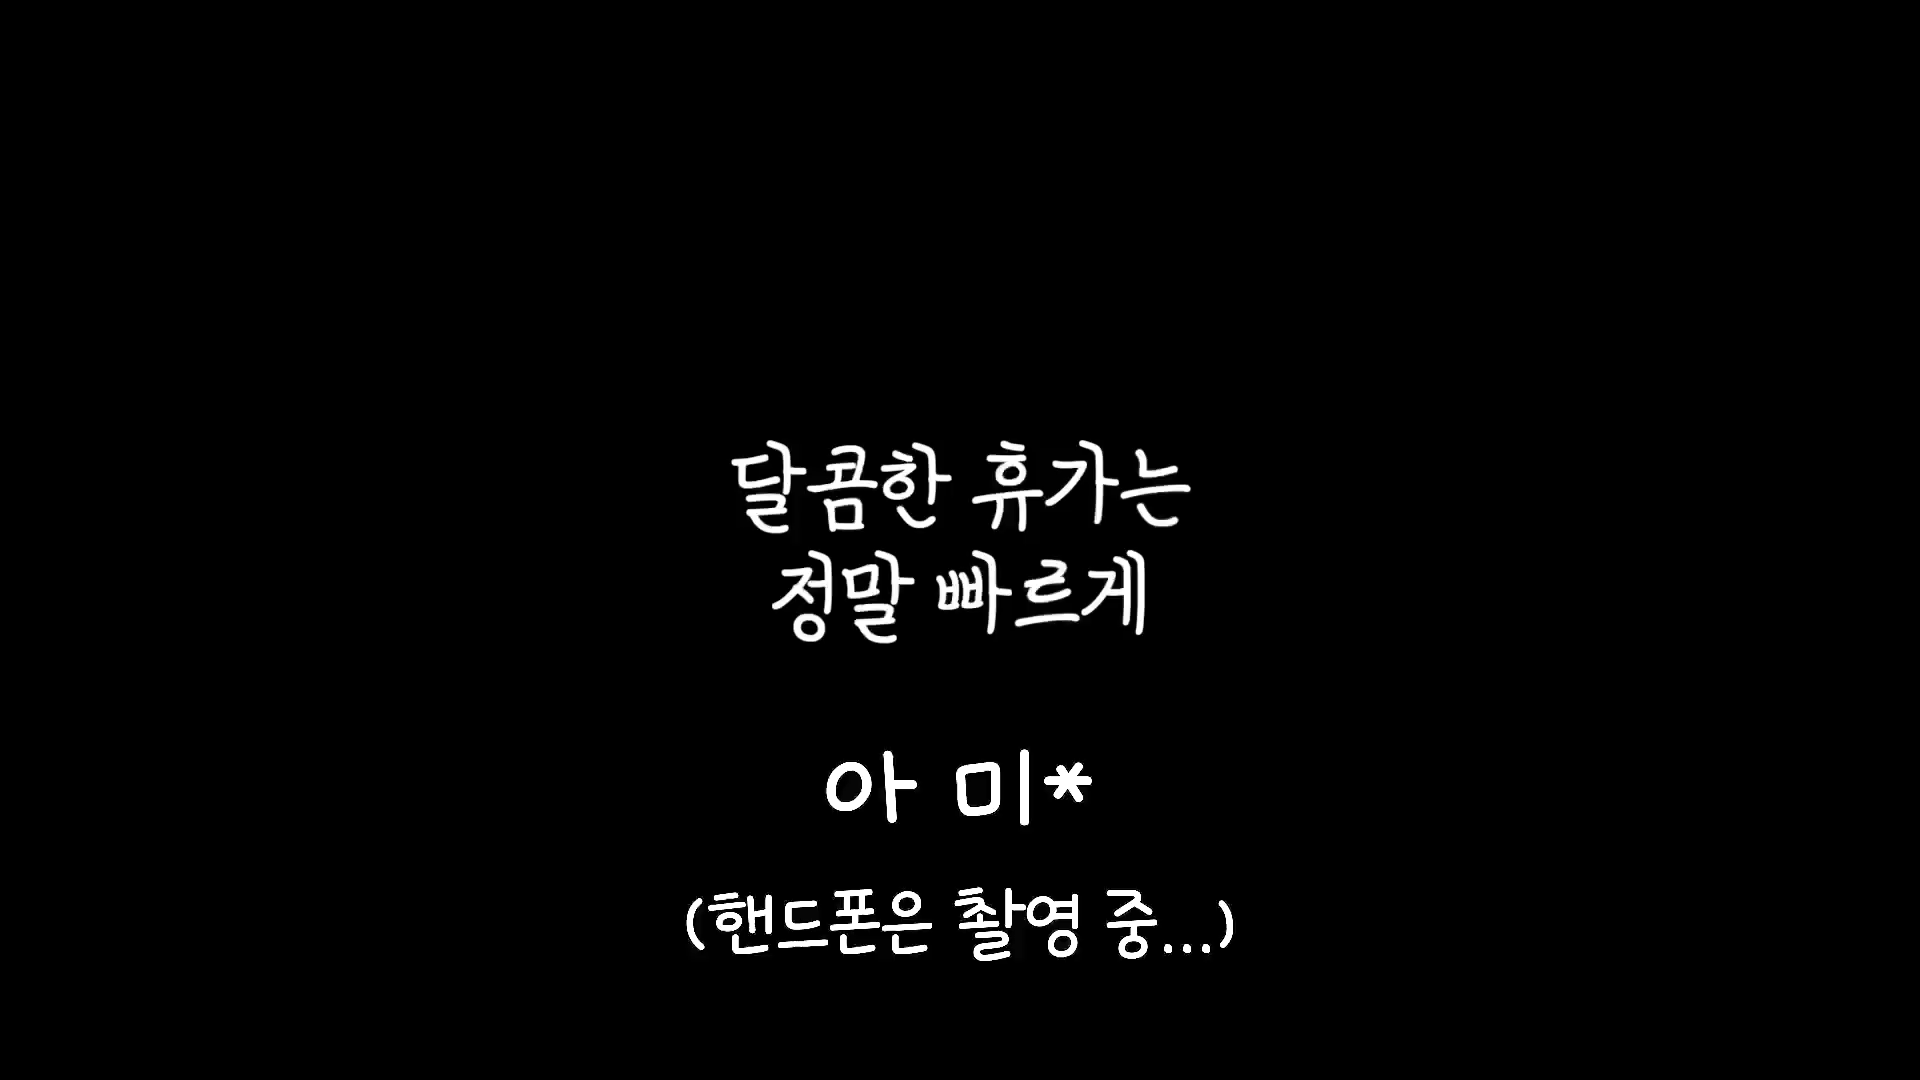 달콤한 휴가는
정말 빠르게
아 미*
(핸드폰은 촬영 중...)